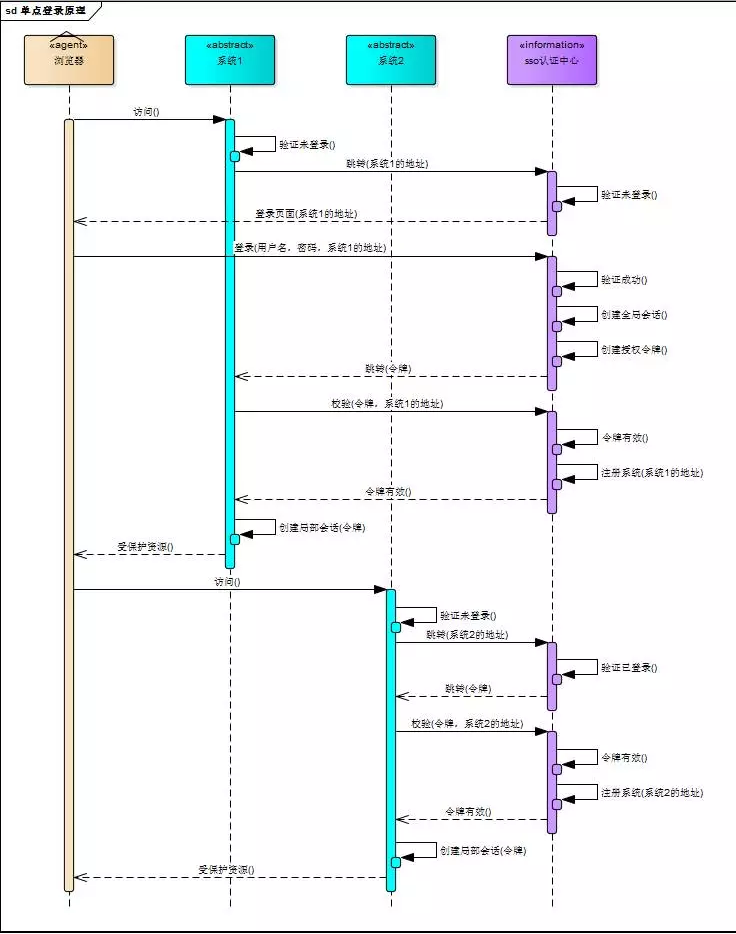 sd 单点登录原理
«agent»
浏览器
«abstract»
系统1
«abstract»
系统2
«information»
sso认证中心
访问()
验证未登录()
跳转(系统1的地址)
验证未登录()
登录页面(系统1的地址)
登录(用户名，密码，系统1的地址)
验证成功()
创建全局会话()
创建授权令牌()
跳转(令牌)
校验(令牌，系统1的地址)
令牌有效()
注册系统(系统1的地址)
令牌有效()
创建局部会话(令牌)
受保护资源()
访问()
验证未登录()
跳转(系统2的地址)
验证已登录()
跳转(令牌)
校验(令牌，系统2的地址)
令牌有效()
注册系统(系统2的地址)
令牌有效()
创建局部会话(令牌)
受保护资源()